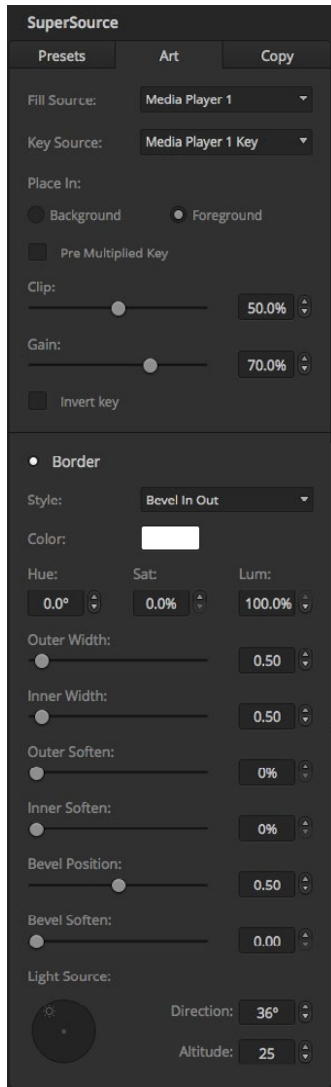 SuperSource
Presets Art Copy
Fill Source: Media Player 1
Key Source: Media Player 1 Key
Place In:
Background Foreground
Pre Multiplied Key
Clip:
50.0%
Gain:
70.0%
Invert key
Border
Style: Bevel In Out
Color:
Hue: Sat: Lum:
0.0° 0.0% 100.0%
Outer Width:
0.50
Inner Width:
0.50
Outer Soften:
0%
Inner Soften:
0%
Bevel Position:
0.50
Bevel Soften:
0.00
Light Source:
Direction: 36°
Altitude: 25